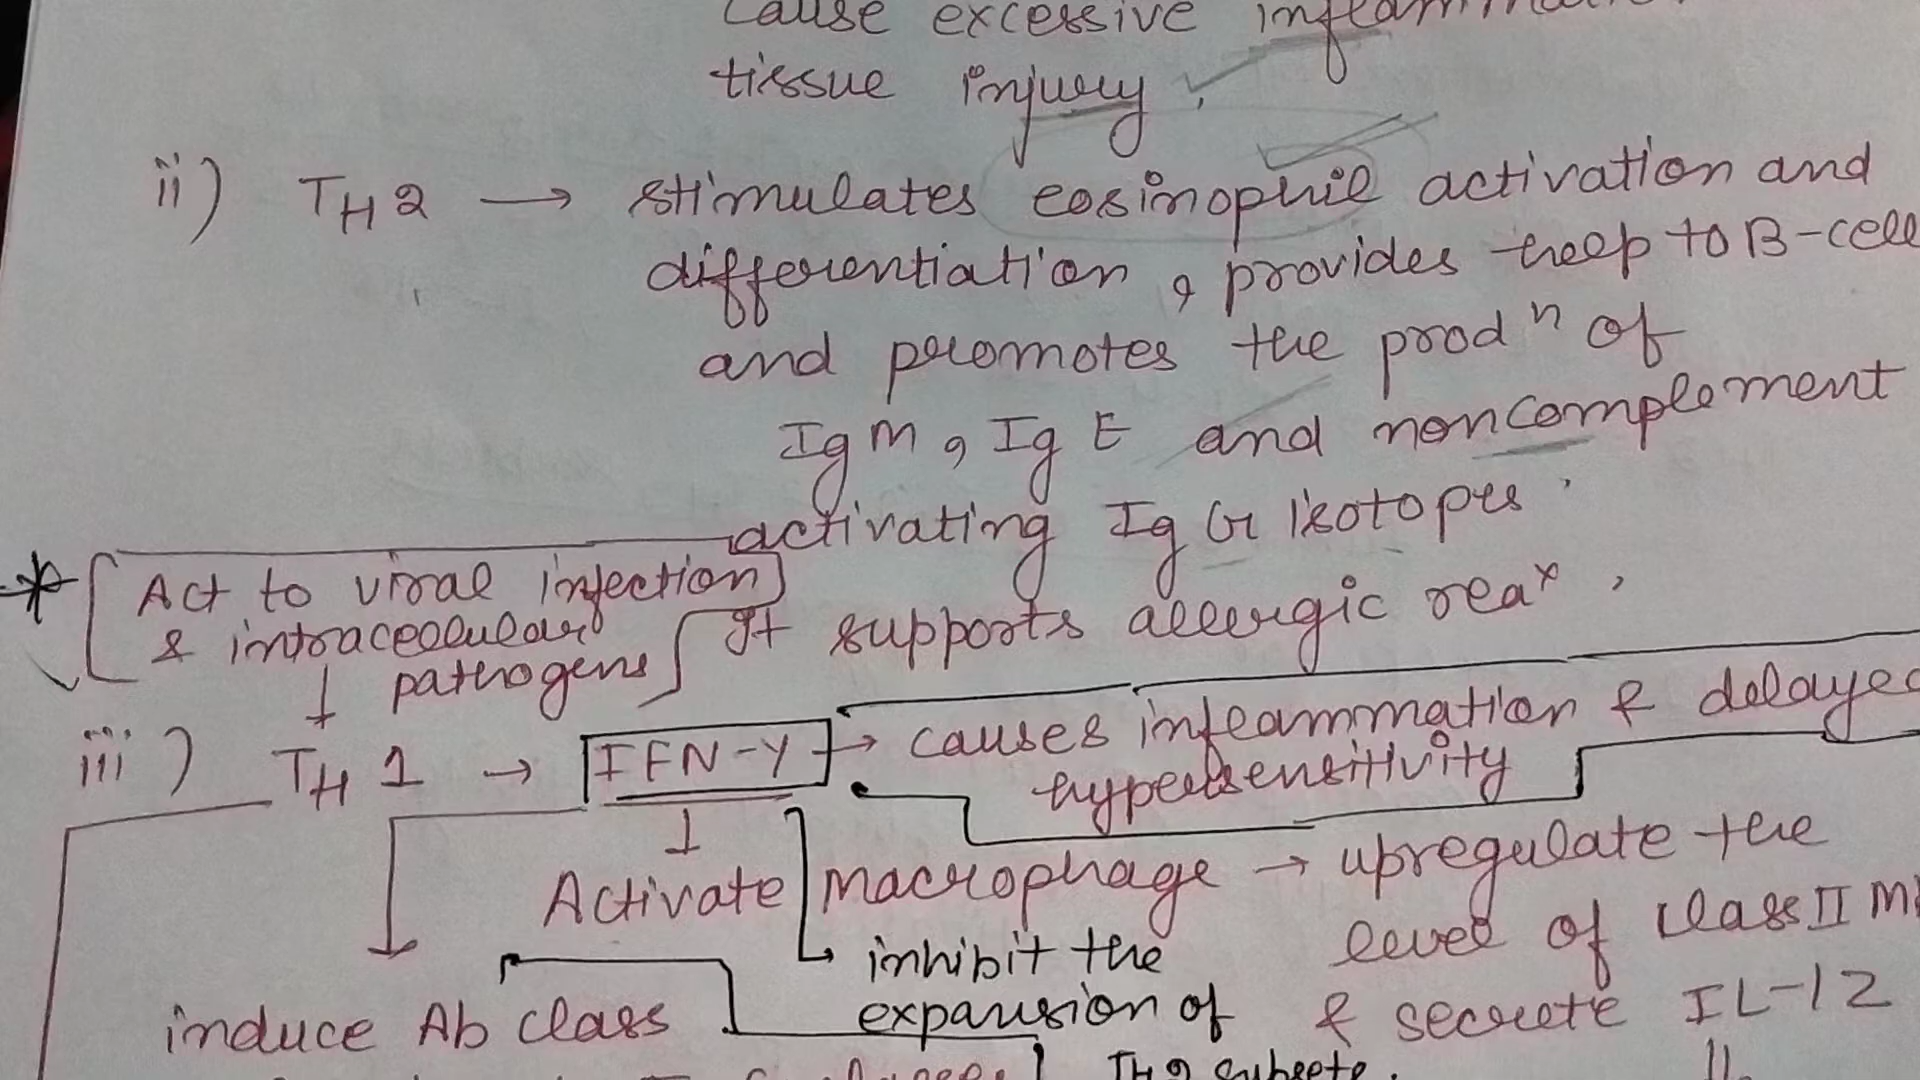 cause excessive
tissue injury.
ii) TH2 → stimulates eosinophil activation and
differentiation, provides help to B-cell
and promotes the prodⁿ of
IgM, IgE and noncomplement
activating IgG isotopes.
It supports allergic reaˣ.
* [Act to viral infection]
& intracellular
pathogens
iii) TH1 → IFN-γ → causes inflammation & delayed
hypersensitivity
Activate macrophage → upregulate the
level of class II
& secrete IL-12
inhibit the
expansion of
TH2 subsets.
induce Ab class